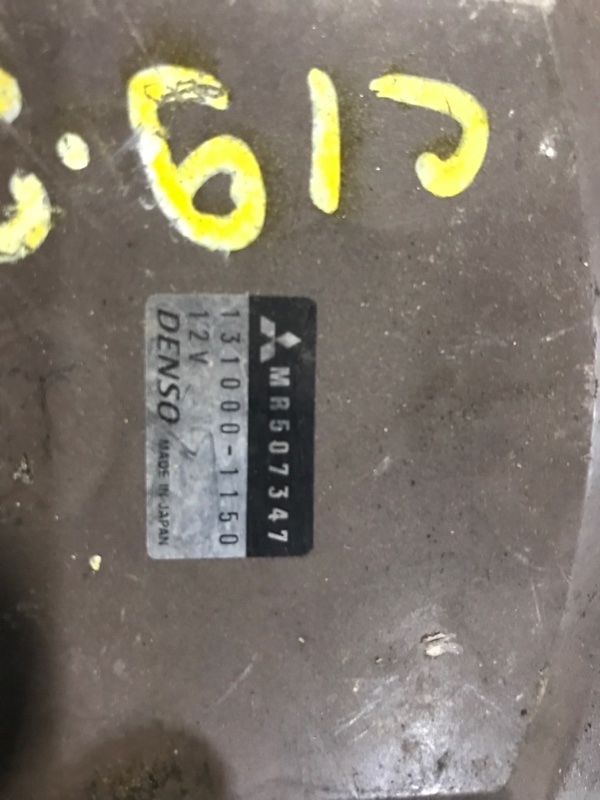 MR507347
131000-1150
12V
DENSO MADE IN JAPAN